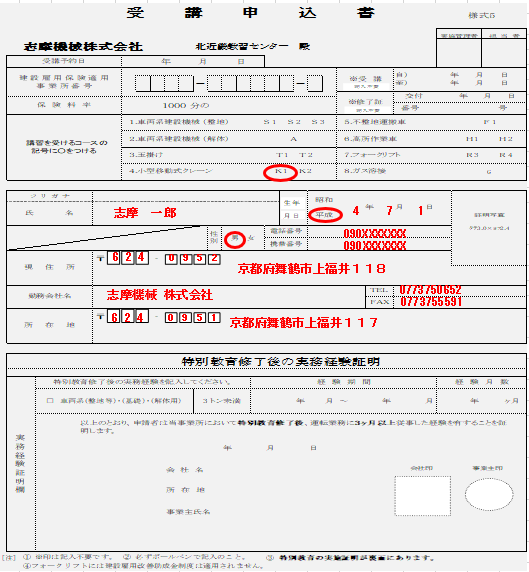 受講申込書
様式5
志摩機械株式会社 北近畿教習センター 殿
業務管理者 担当者
受講予約日 年 月 日
建設雇用保険適用
事業所番号
※受講
記入不要
自)
至)
年 月 日
年 月 日
保険料率 1000 分の
※修了証
記入不要
交付 年 月 日
番号 号
講習を受けるコースの
記号に〇をつける
1.車両系建設機械(整地) S1 S2 S3 5.不整地運搬車 F1
2.車両系建設機械(解体) A 6.高所作業車 H1 H2
3.玉掛け T1 T2 7.フォークリフト R3 R4
4.小型移動式クレーン K1 K2 8.ガス溶接 G
フリガナ
氏 名 志摩 一郎
生年
月日
昭和
平成
4 年 7 月 1 日
証明写真
性別 男 女
電話番号 090XXXXXXX
携帯番号 090XXXXXXX
現住所 〒 624-0952
京都府舞鶴市上福井118
勤務会社名 志摩機械 株式会社
TEL 0773750652
FAX 0773755591
所在地 〒 624-0951
京都府舞鶴市上福井117
特別教育修了後の実務経験証明
実務経験証明欄
特別教育修了後の実務経験を記入してください。 経験期間 経験月数
□ 車両系(整地等)・(基礎)・(解体用) 3トン未満 年 月 ~ 年 月 年 ヶ月
以上のとおり、申請者は当事業所において特別教育修了後、運転業務に3ヶ月以上従事した経験を有することを証
明します。
年 月 日
会社名
所在地
事業主氏名
会社印
事業主印
[注] ① ※印は記入不要です。 ② 必ずボールペンで記入のこと。 ③ 特別教育の実施証明が裏面にあります。
④フォークリフトには建設雇用改善助成金制度は適用されません。